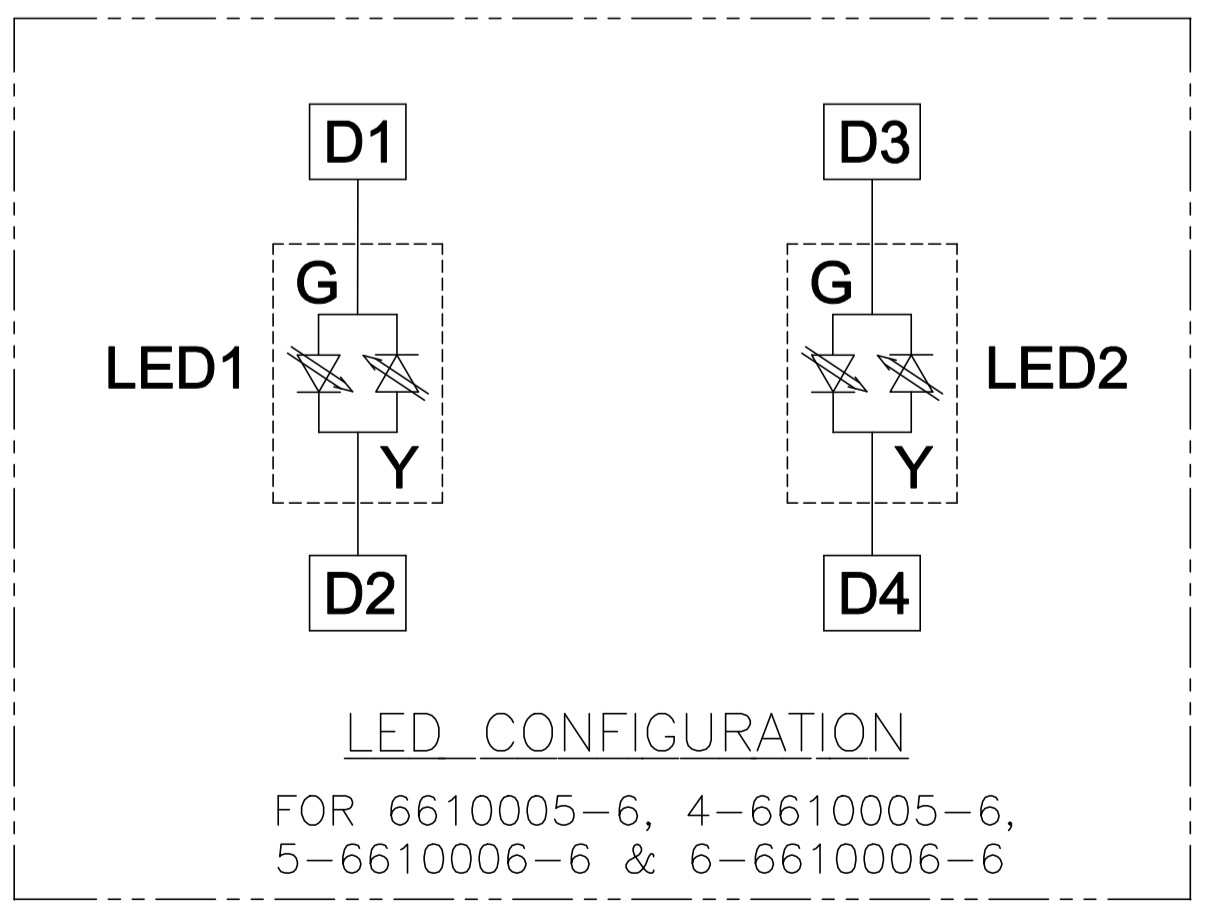 D1
D3
G
G
LED1
LED2
Y
Y
D2
D4
LED CONFIGURATION
FOR 6610005-6, 4-6610005-6,
5-6610006-6 & 6-6610006-6